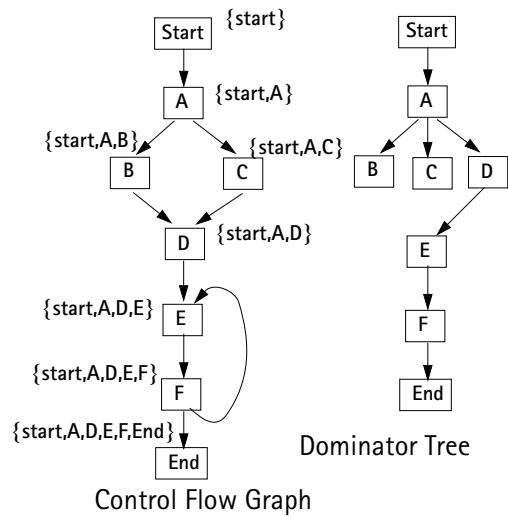 Start
{start}
A
{start,A}
{start,A,B}
B
C
{start,A,C}
D
{start,A,D}
{start,A,D,E}
E
{start,A,D,E,F}
F
{start,A,D,E,F,End}
End
Control Flow Graph
Start
A
B
C
D
E
F
End
Dominator Tree